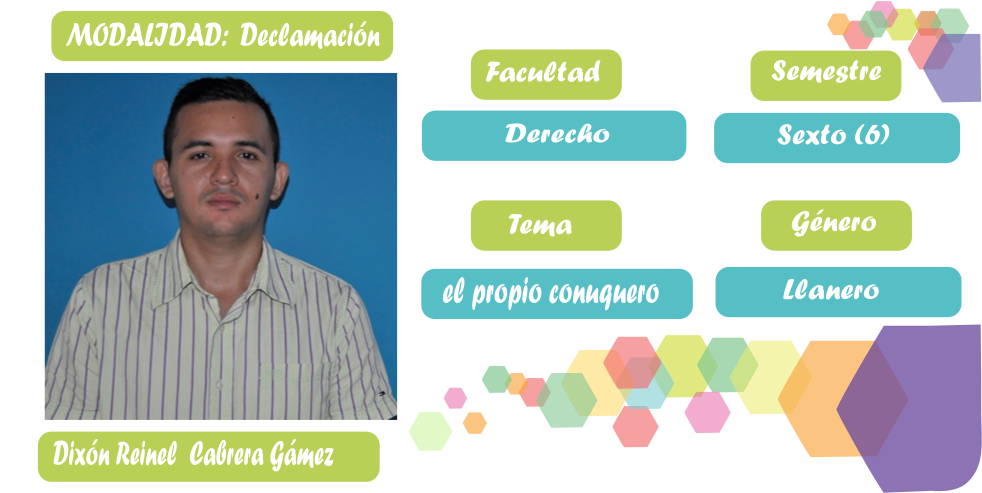 MODALIDAD: Declamación
Facultad
Semestre
Derecho
Sexto (6)
Tema
Género
el propio conuquero
Llanero
Dixón Reinel Cabrera Gámez